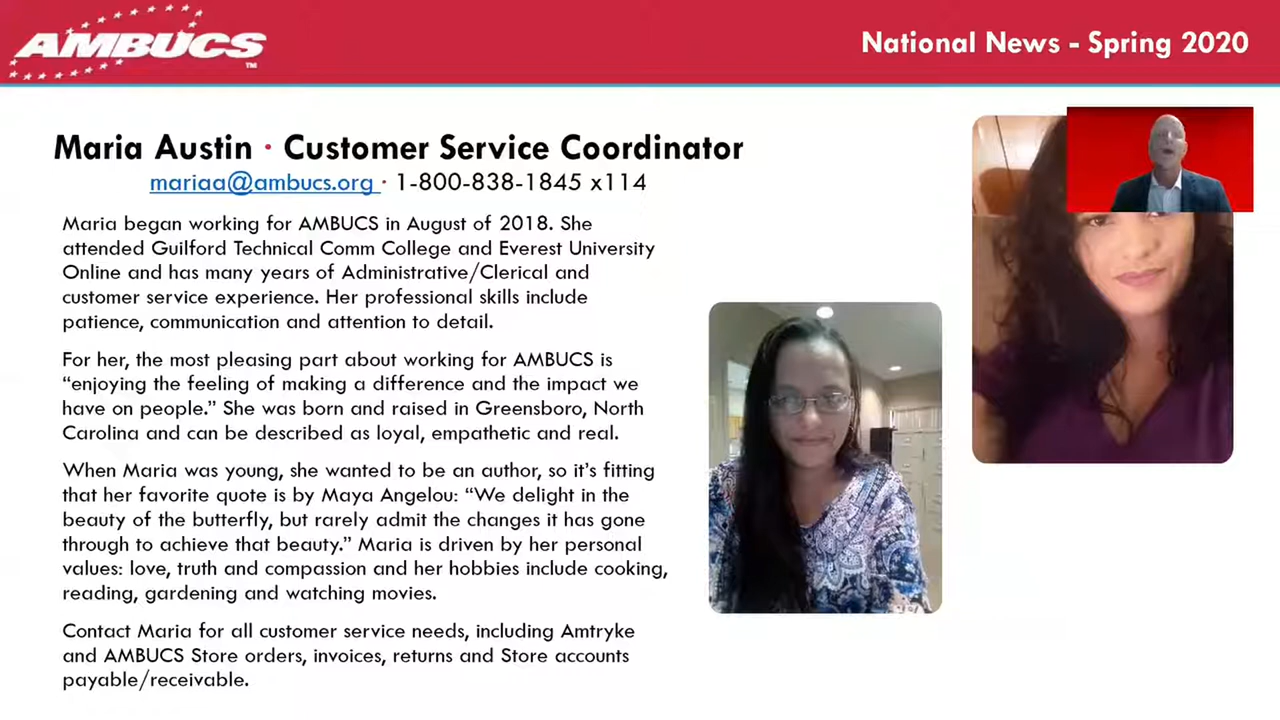 AMBUCS™
National News - Spring 2020
Maria Austin · Customer Service Coordinator
mariaa@ambucs.org · 1-800-838-1845 x114
Maria began working for AMBUCS in August of 2018. She
attended Guilford Technical Comm College and Everest University
Online and has many years of Administrative/Clerical and
customer service experience. Her professional skills include
patience, communication and attention to detail.
For her, the most pleasing part about working for AMBUCS is
“enjoying the feeling of making a difference and the impact we
have on people.” She was born and raised in Greensboro, North
Carolina and can be described as loyal, empathetic and real.
When Maria was young, she wanted to be an author, so it’s fitting
that her favorite quote is by Maya Angelou: “We delight in the
beauty of the butterfly, but rarely admit the changes it has gone
through to achieve that beauty.” Maria is driven by her personal
values: love, truth and compassion and her hobbies include cooking,
reading, gardening and watching movies.
Contact Maria for all customer service needs, including Amtryke
and AMBUCS Store orders, invoices, returns and Store accounts
payable/receivable.